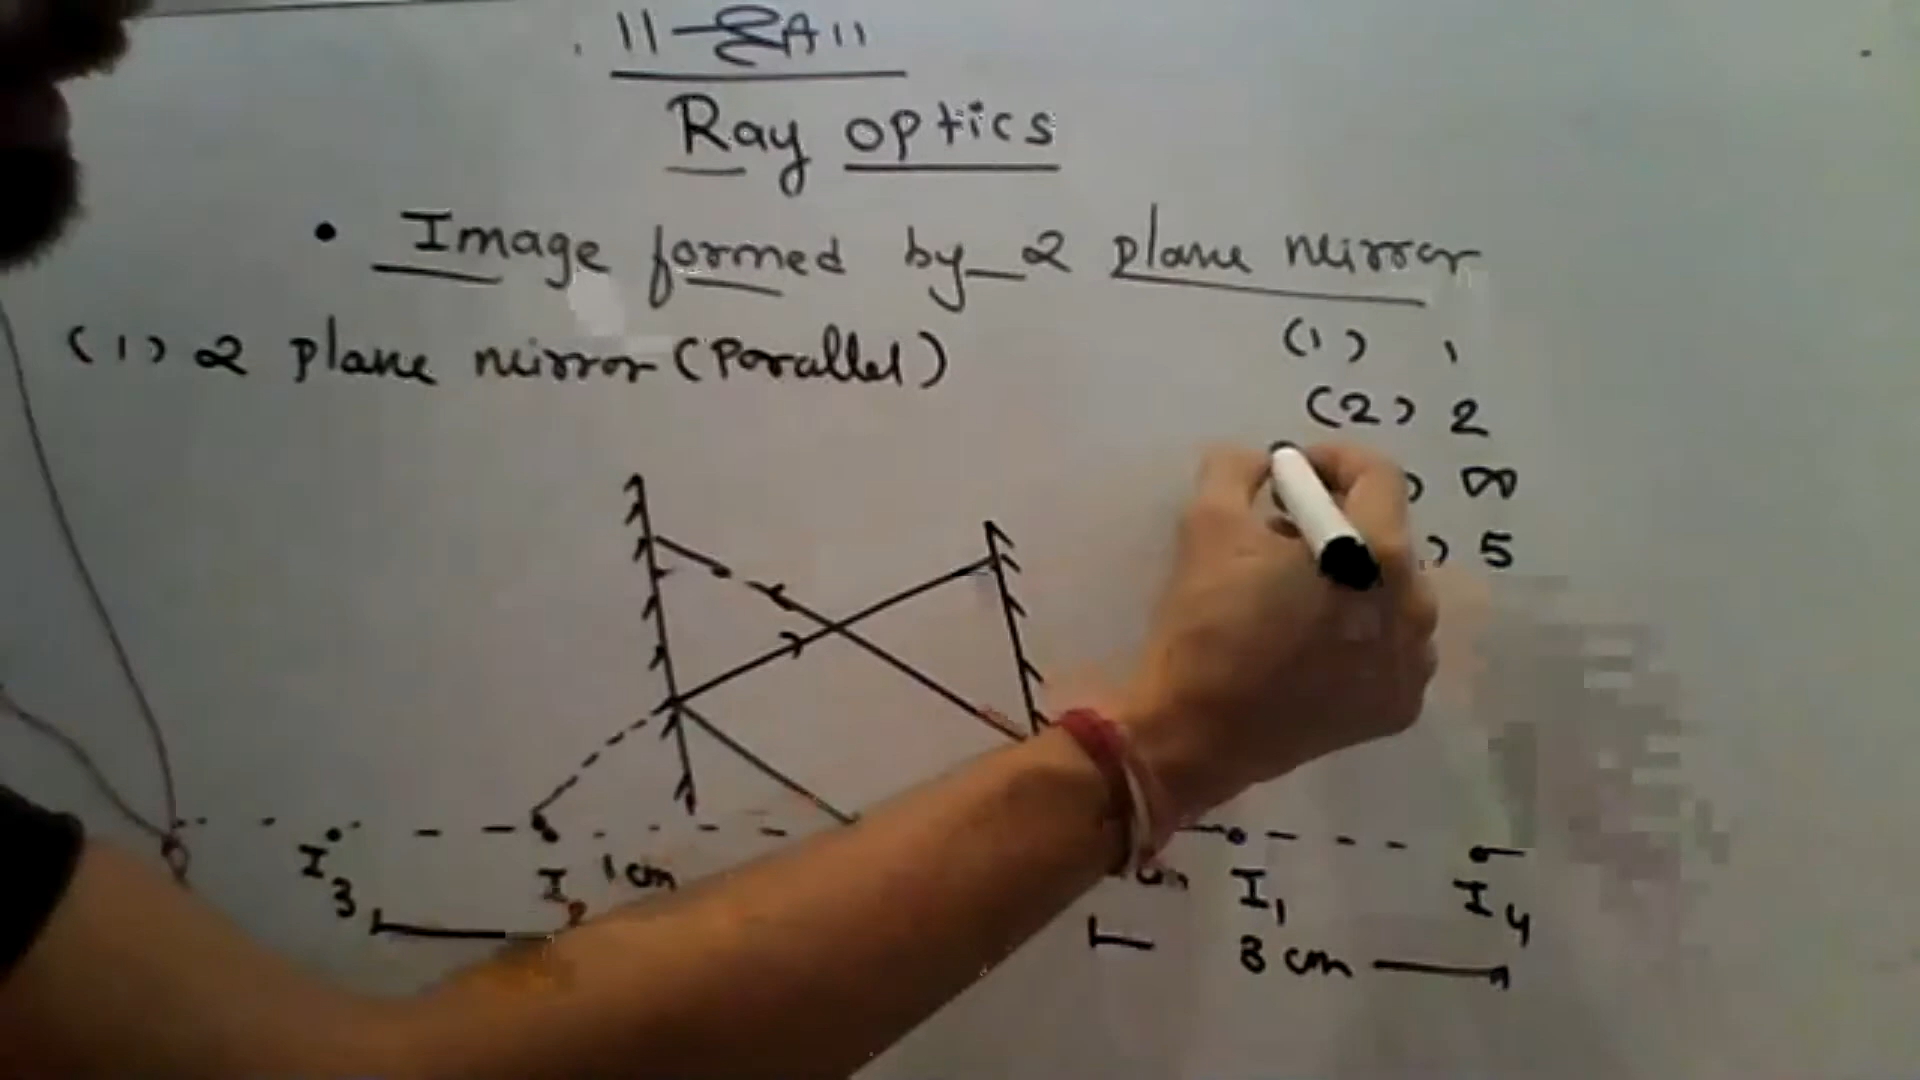 Ray optics
• Image formed by 2 plane mirror
(1) 2 plane mirror (Parallel)
(1) 1
(2) 2
) ∞
) 5
I3
I2
1cm
I1
I4
3 cm